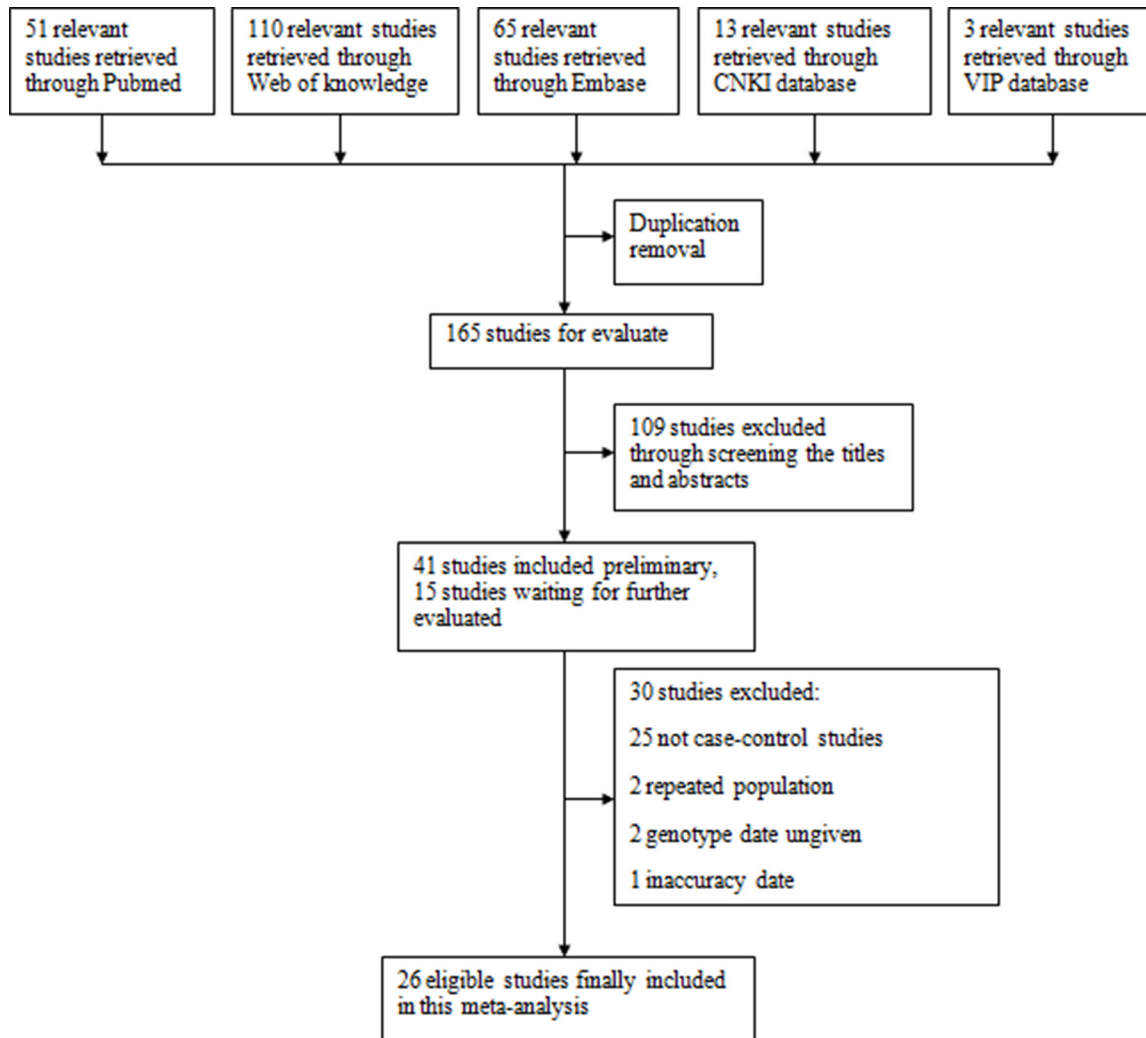 51 relevant
studies retrieved
through Pubmed
110 relevant studies
retrieved through
Web of knowledge
65 relevant
studies retrieved
through Embase
13 relevant studies
retrieved through
CNKI database
3 relevant studies
retrieved through
VIP database
Duplication
removal
165 studies for evaluate
109 studies excluded
through screening the titles
and abstracts
41 studies included preliminary,
15 studies waiting for further
evaluated
30 studies excluded:
25 not case-control studies
2 repeated population
2 genotype date ungiven
1 inaccuracy date
26 eligible studies finally included
in this meta-analysis